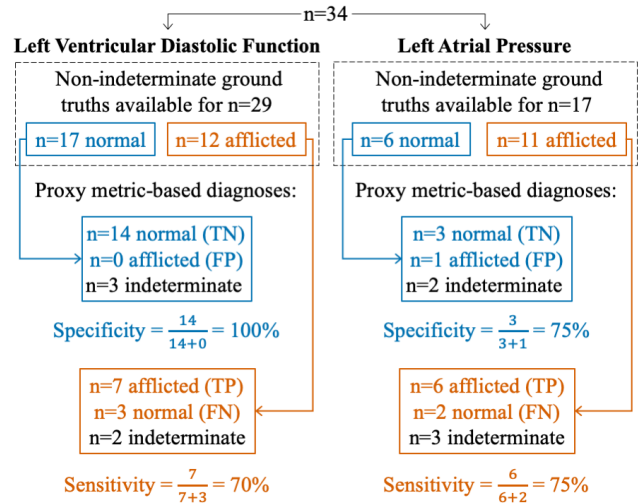 n=34
Left Ventricular Diastolic Function
Non-indeterminate ground
truths available for n=29
n=17 normal
n=12 afflicted
Proxy metric-based diagnoses:
n=14 normal (TN)
n=0 afflicted (FP)
n=3 indeterminate
Specificity = 14/14+0 = 100%
n=7 afflicted (TP)
n=3 normal (FN)
n=2 indeterminate
Sensitivity = 7/7+3 = 70%
Left Atrial Pressure
Non-indeterminate ground
truths available for n=17
n=6 normal
n=11 afflicted
Proxy metric-based diagnoses:
n=3 normal (TN)
n=1 afflicted (FP)
n=2 indeterminate
Specificity = 3/3+1 = 75%
n=6 afflicted (TP)
n=2 normal (FN)
n=3 indeterminate
Sensitivity = 6/6+2 = 75%